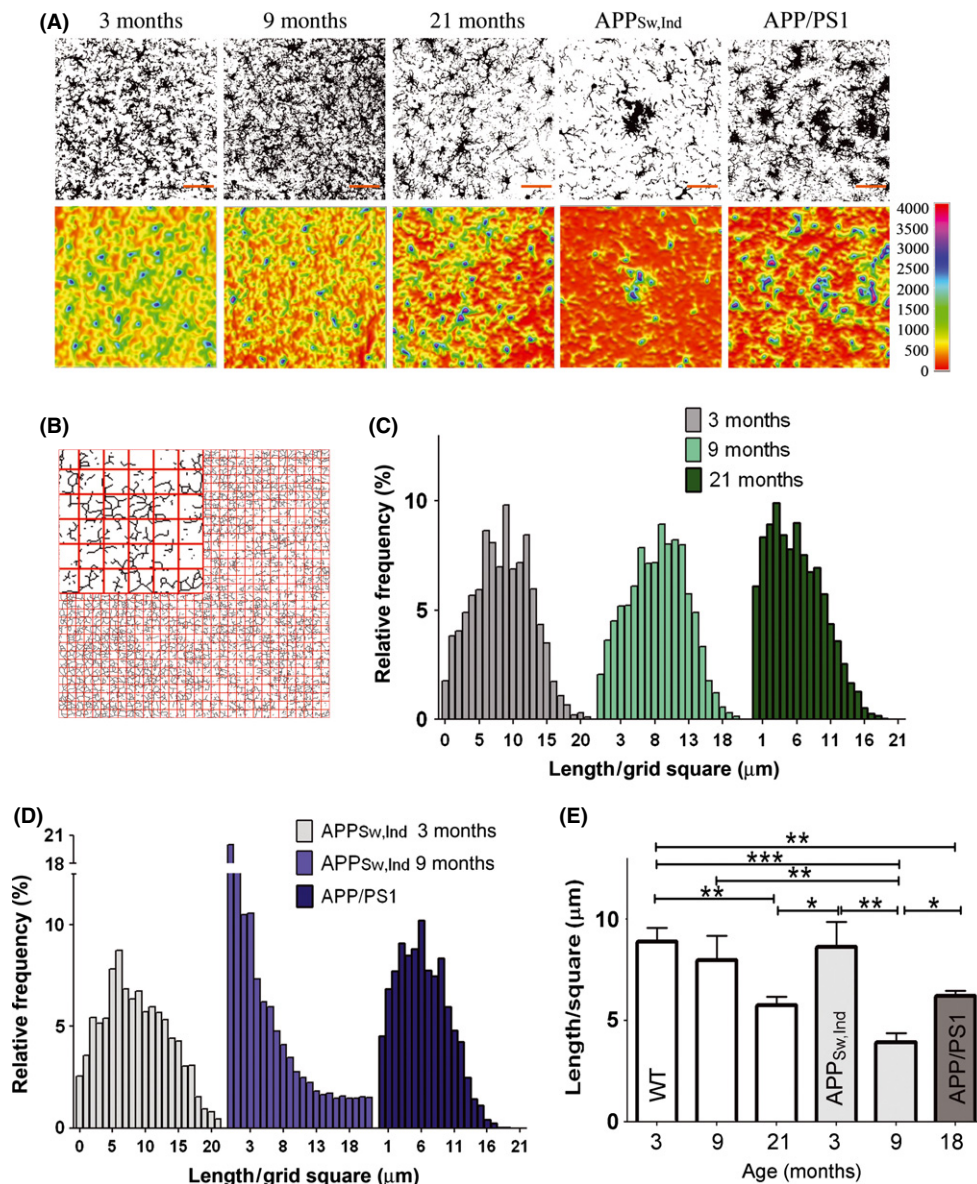 (A) 3 months 9 months 21 months APPSw,Ind APP/PS1
4000
3500
3000
2500
2000
1500
1000
500
0
(B)
(C)
3 months
9 months
21 months
Relative frequency (%)
10
5
0
0 5 10 15 20 3 8 13 18 1 6 11 16 21
Length/grid square (μm)
(D)
APPSw,Ind 3 months
APPSw,Ind 9 months
APP/PS1
Relative frequency (%)
21
18
10
5
0
0 5 10 15 20 3 8 13 18 1 6 11 16 21
Length/grid square (μm)
(E)
**
***
**
** * ** *
Length/square (μm)
10
5
0
WT
APPSw,Ind
APP/PS1
3 9 21 3 9 18
Age (months)